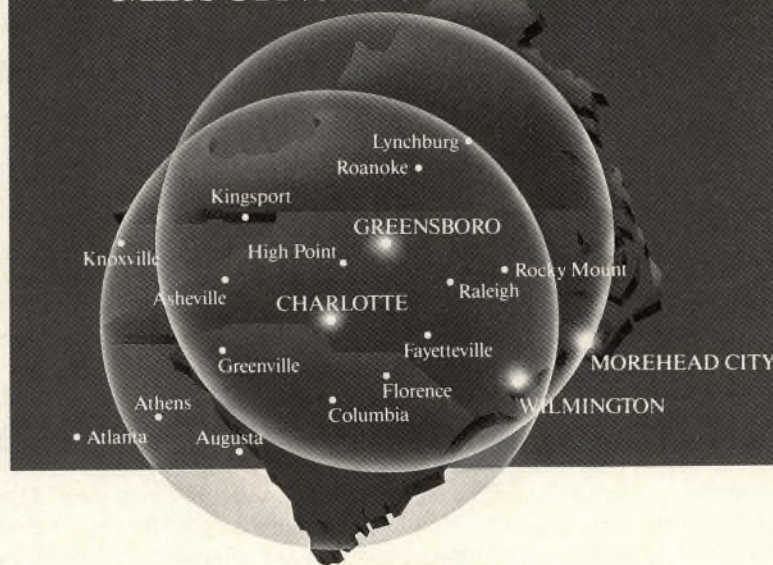 Lynchburg
Roanoke
Kingsport
GREENSBORO
Knoxville
High Point
Rocky Mount
Asheville
Raleigh
CHARLOTTE
Fayetteville
MOREHEAD CITY
Greenville
Florence
WILMINGTON
Athens
Columbia
Atlanta
Augusta